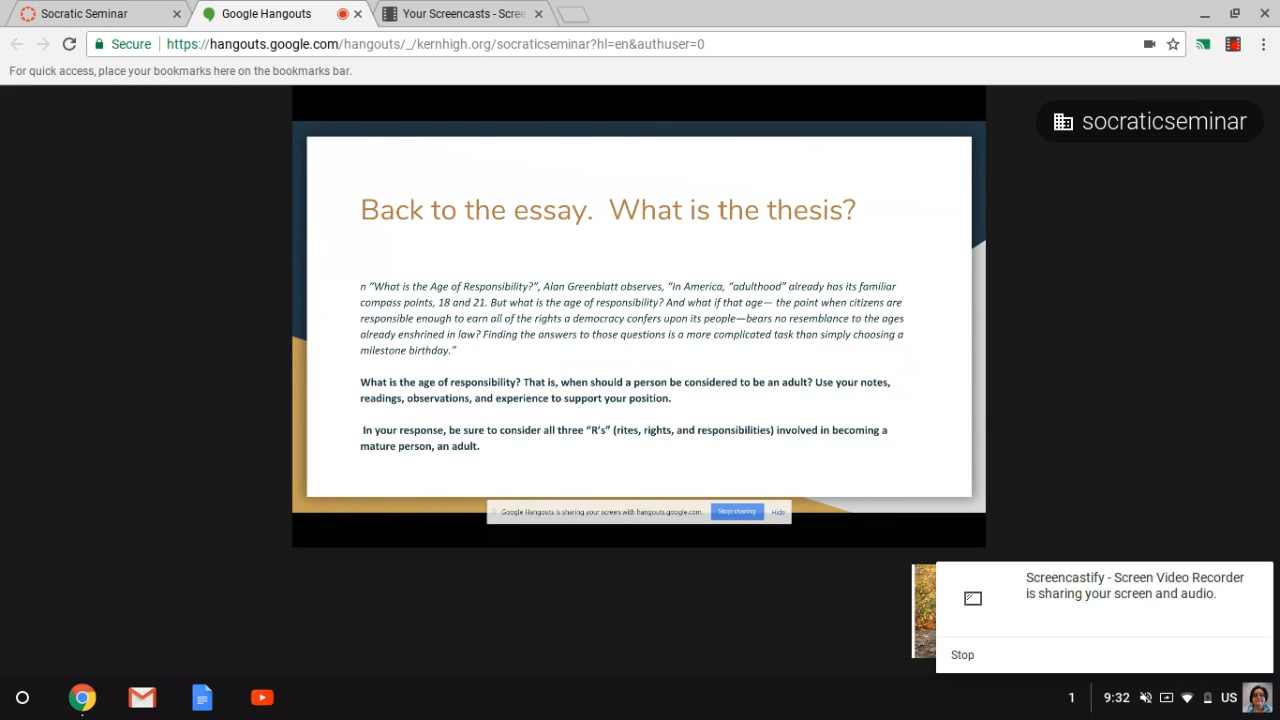 Socratic Seminar
Google Hangouts
Your Screencasts - Scree
Secure
https://hangouts.google.com/hangouts/_/kernhigh.org/socraticseminar?hl=en&authuser=0
For quick access, place your bookmarks here on the bookmarks bar.
socraticseminar
Back to the essay.  What is the thesis?
n “What is the Age of Responsibility?”, Alan Greenblatt observes, “In America, “adulthood” already has its familiar
compass points, 18 and 21. But what is the age of responsibility? And what if that age— the point when citizens are
responsible enough to earn all of the rights a democracy confers upon its people—bears no resemblance to the ages
already enshrined in law? Finding the answers to those questions is a more complicated task than simply choosing a
milestone birthday.”
What is the age of responsibility? That is, when should a person be considered to be an adult? Use your notes,
readings, observations, and experience to support your position.
In your response, be sure to consider all three “R’s” (rites, rights, and responsibilities) involved in becoming a
mature person, an adult.
Google Hangouts is sharing your screen with hangouts.google.com.
Stop sharing
Hide
Screencastify - Screen Video Recorder
is sharing your screen and audio.
Stop
1
9:32
US